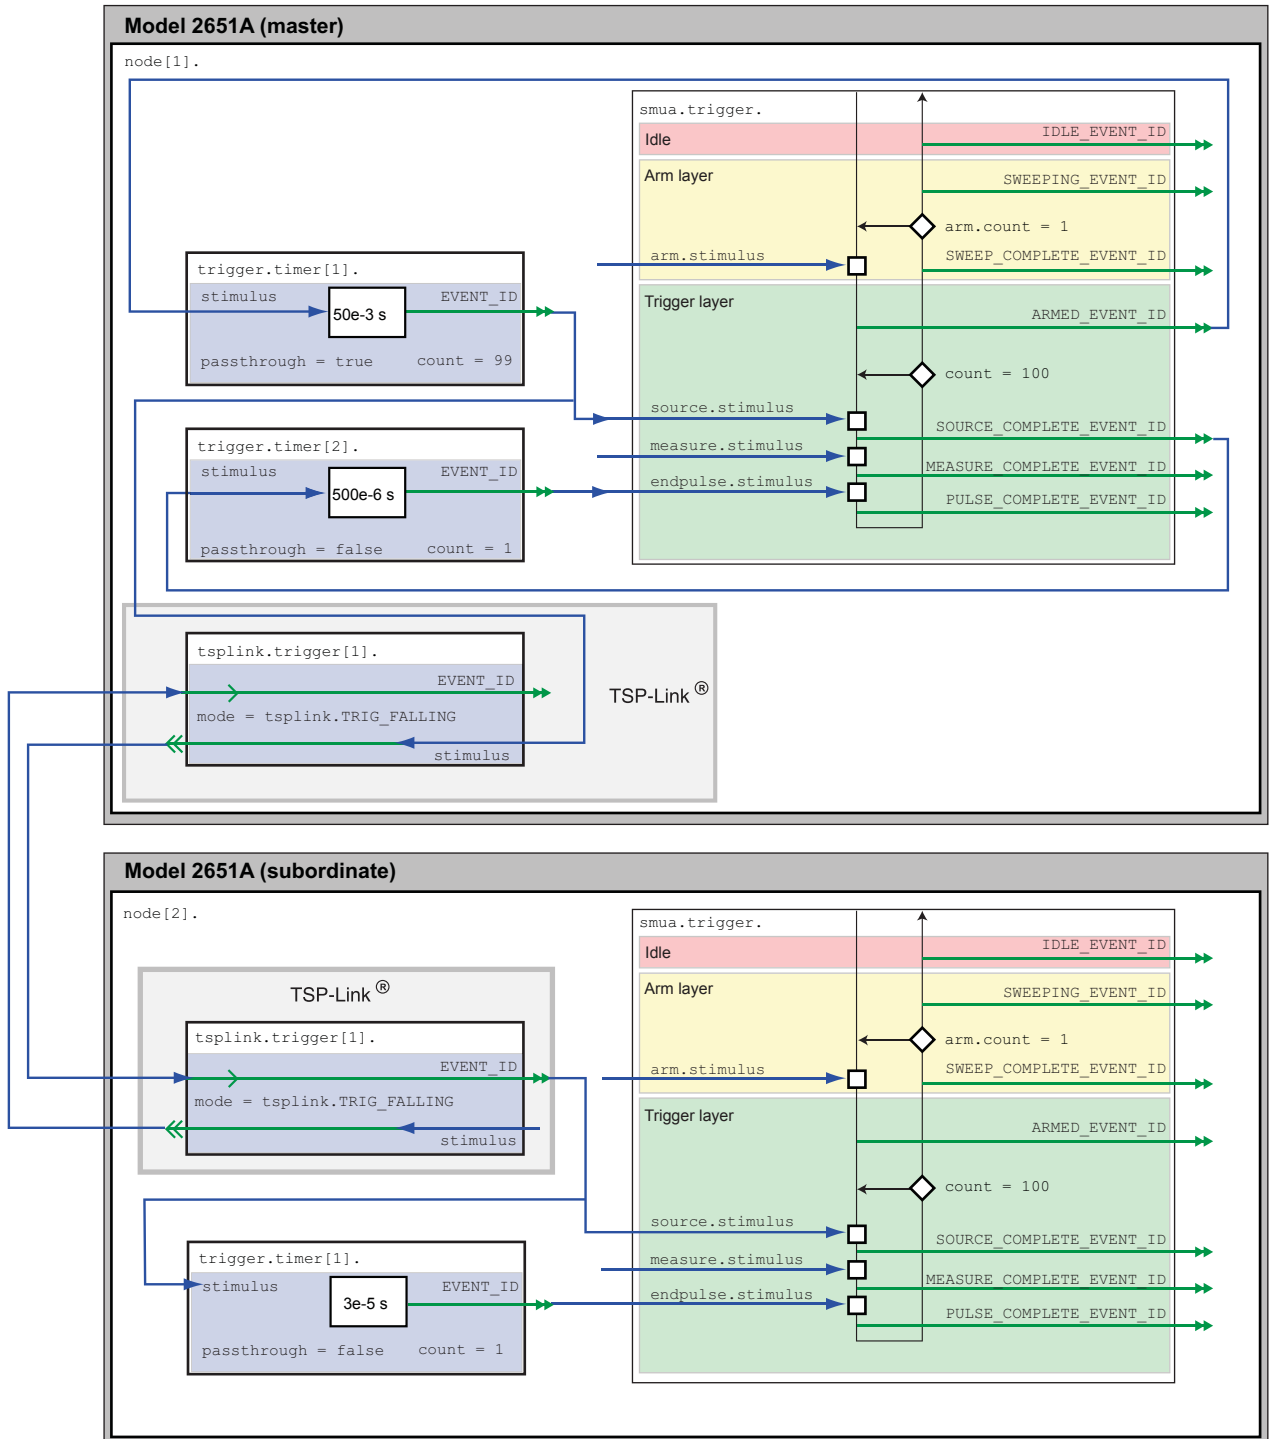 Model 2651A (master)
node[1].
smua.trigger.
Idle
IDLE_EVENT_ID
Arm layer
SWEEPING_EVENT_ID
arm.count = 1
arm.stimulus
SWEEP_COMPLETE_EVENT_ID
Trigger layer
ARMED_EVENT_ID
count = 100
source.stimulus
SOURCE_COMPLETE_EVENT_ID
measure.stimulus
MEASURE_COMPLETE_EVENT_ID
endpulse.stimulus
PULSE_COMPLETE_EVENT_ID
trigger.timer[1].
stimulus
EVENT_ID
50e-3 s
passthrough = true
count = 99
trigger.timer[2].
stimulus
EVENT_ID
500e-6 s
passthrough = false
count = 1
tsplink.trigger[1].
EVENT_ID
mode = tsplink.TRIG_FALLING
stimulus
TSP-Link®
Model 2651A (subordinate)
node[2].
smua.trigger.
Idle
IDLE_EVENT_ID
Arm layer
SWEEPING_EVENT_ID
arm.count = 1
arm.stimulus
SWEEP_COMPLETE_EVENT_ID
Trigger layer
ARMED_EVENT_ID
count = 100
source.stimulus
SOURCE_COMPLETE_EVENT_ID
measure.stimulus
MEASURE_COMPLETE_EVENT_ID
endpulse.stimulus
PULSE_COMPLETE_EVENT_ID
TSP-Link®
tsplink.trigger[1].
EVENT_ID
mode = tsplink.TRIG_FALLING
stimulus
trigger.timer[1].
stimulus
EVENT_ID
3e-5 s
passthrough = false
count = 1